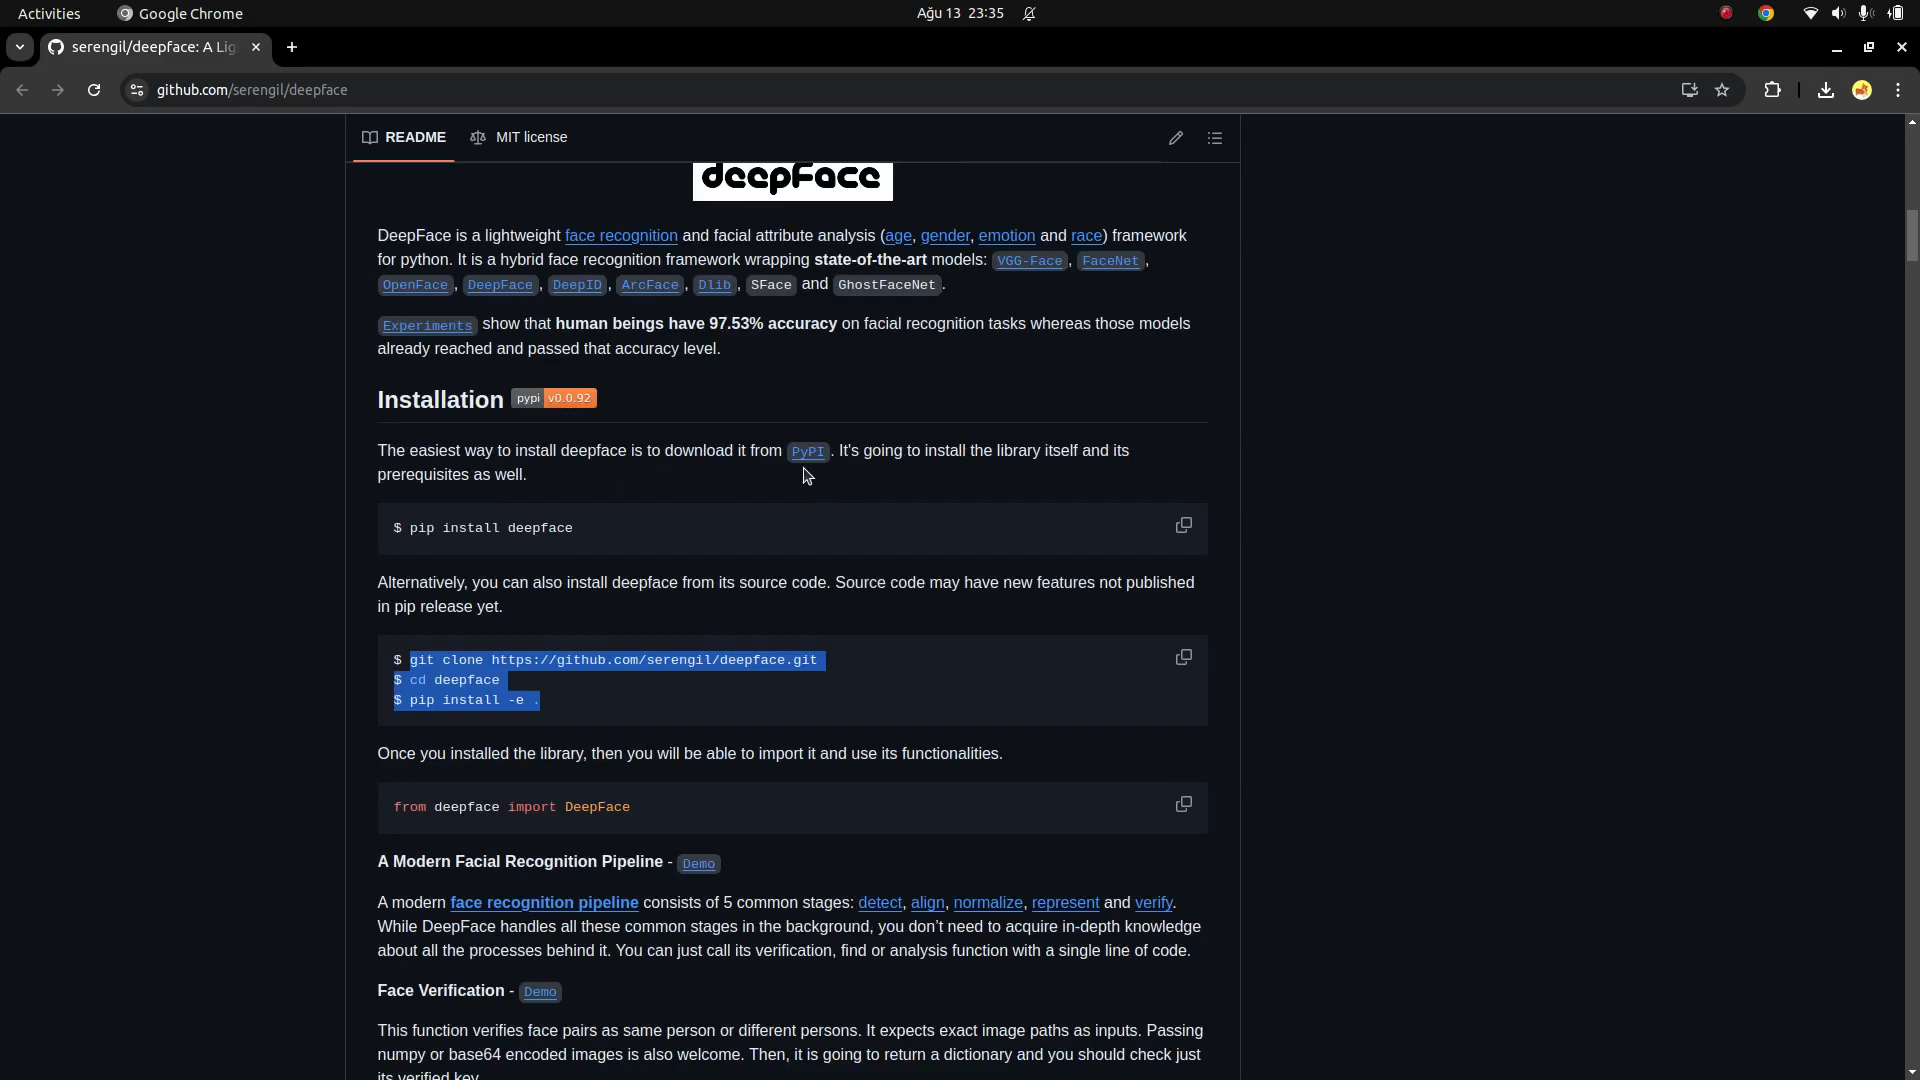 Activities Google Chrome Ağu 13 23:35
serengil/deepface: A Lig
github.com/serengil/deepface
README MIT license
deepface
DeepFace is a lightweight face recognition and facial attribute analysis (age, gender, emotion and race) framework
for python. It is a hybrid face recognition framework wrapping state-of-the-art models: VGG-Face, FaceNet,
OpenFace, DeepFace, DeepID, ArcFace, Dlib, SFace and GhostFaceNet.
Experiments show that human beings have 97.53% accuracy on facial recognition tasks whereas those models
already reached and passed that accuracy level.
Installation pypi v0.0.92
The easiest way to install deepface is to download it from PyPI. It's going to install the library itself and its
prerequisites as well.
$ pip install deepface
Alternatively, you can also install deepface from its source code. Source code may have new features not published
in pip release yet.
$ git clone https://github.com/serengil/deepface.git
$ cd deepface
$ pip install -e .
Once you installed the library, then you will be able to import it and use its functionalities.
from deepface import DeepFace
A Modern Facial Recognition Pipeline - Demo
A modern face recognition pipeline consists of 5 common stages: detect, align, normalize, represent and verify.
While DeepFace handles all these common stages in the background, you don't need to acquire in-depth knowledge
about all the processes behind it. You can just call its verification, find or analysis function with a single line of code.
Face Verification - Demo
This function verifies face pairs as same person or different persons. It expects exact image paths as inputs. Passing
numpy or base64 encoded images is also welcome. Then, it is going to return a dictionary and you should check just
its verified key.